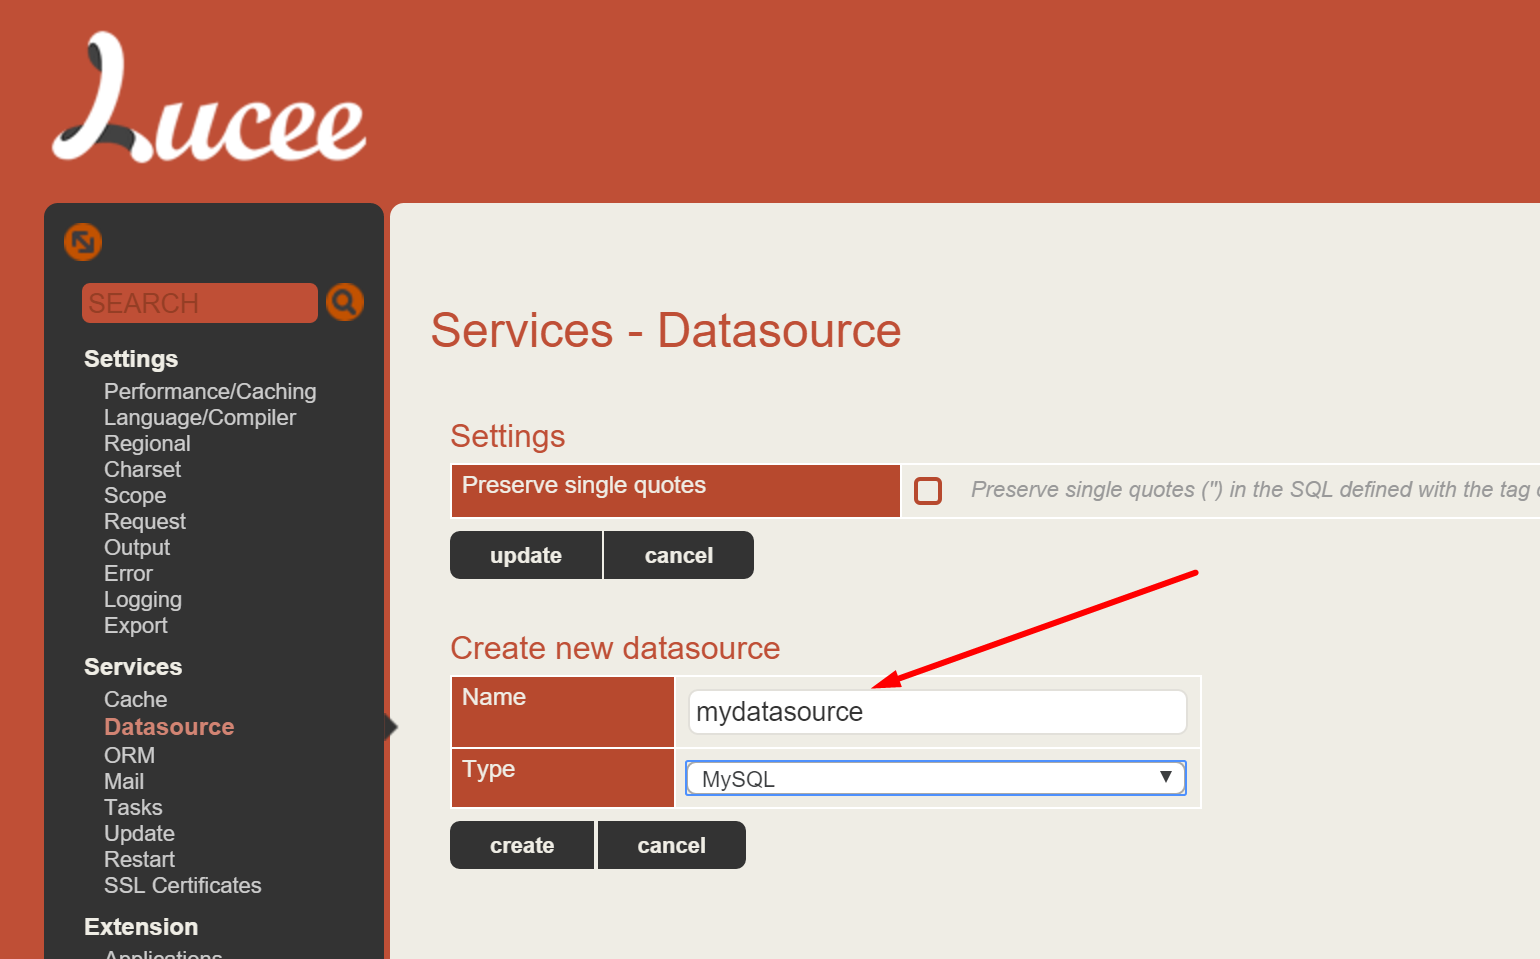 Lucee
SEARCH
Settings
Performance/Caching
Language/Compiler
Regional
Charset
Scope
Request
Output
Error
Logging
Export
Services
Cache
Datasource
ORM
Mail
Tasks
Update
Restart
SSL Certificates
Extension
Applications
Services - Datasource
Settings
Preserve single quotes
Preserve single quotes (") in the SQL defined with the tag
update cancel
Create new datasource
Name mydatasource
Type MySQL
create cancel